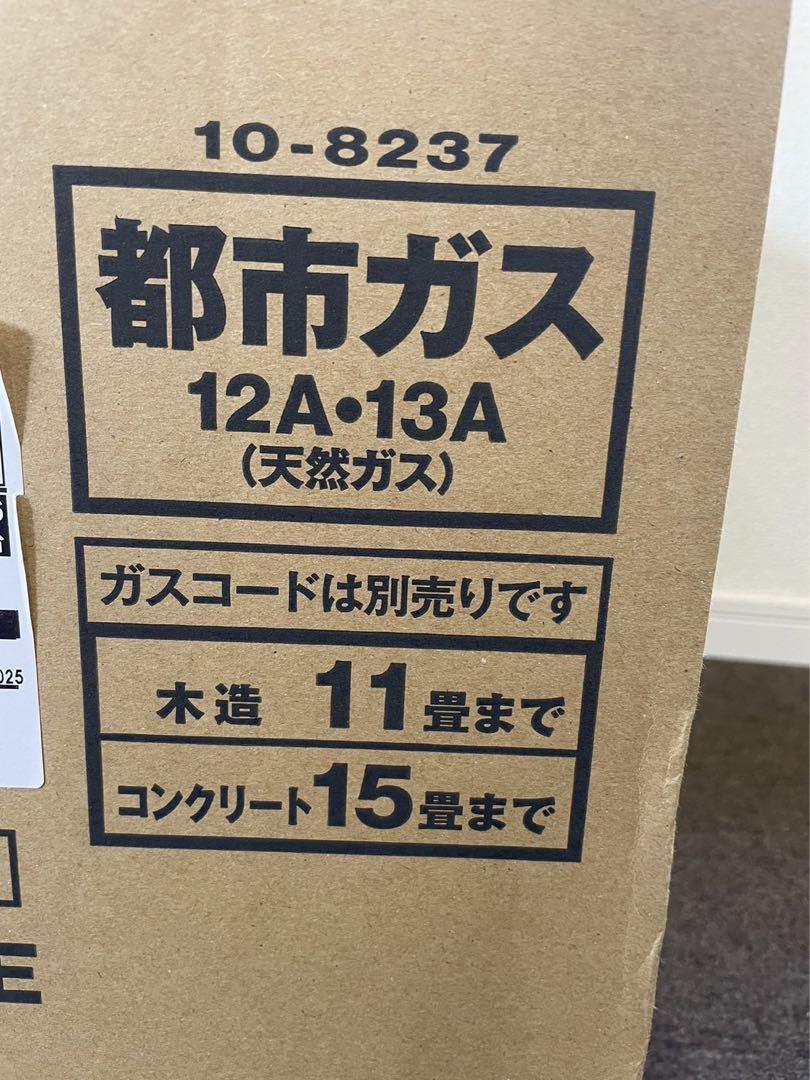 10-8237
都市ガス
12A・13A
(天然ガス)
ガスコードは別売りです
木造 11畳まで
コンクリート15畳まで
025